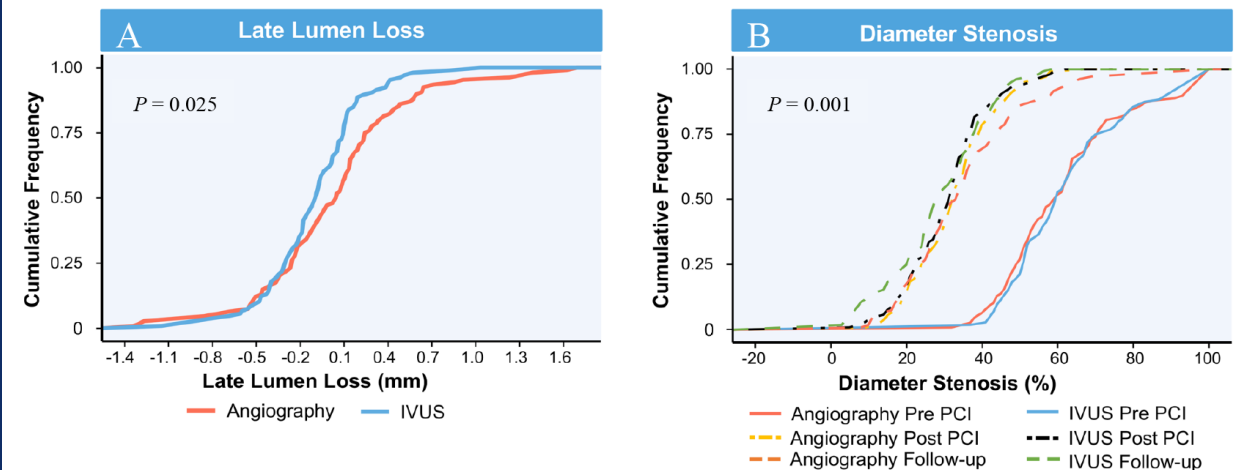 A
Late Lumen Loss
P = 0.025
Cumulative Frequency
1.00
0.75
0.50
0.25
0
-1.4 -1.1 -0.8 -0.5 -0.2 0.1 0.4 0.7 1.0 1.3 1.6
Late Lumen Loss (mm)
Angiography IVUS
B
Diameter Stenosis
P = 0.001
Cumulative Frequency
1.00
0.75
0.50
0.25
0
-20 0 20 40 60 80 100
Diameter Stenosis (%)
Angiography Pre PCI IVUS Pre PCI
Angiography Post PCI IVUS Post PCI
Angiography Follow-up IVUS Follow-up